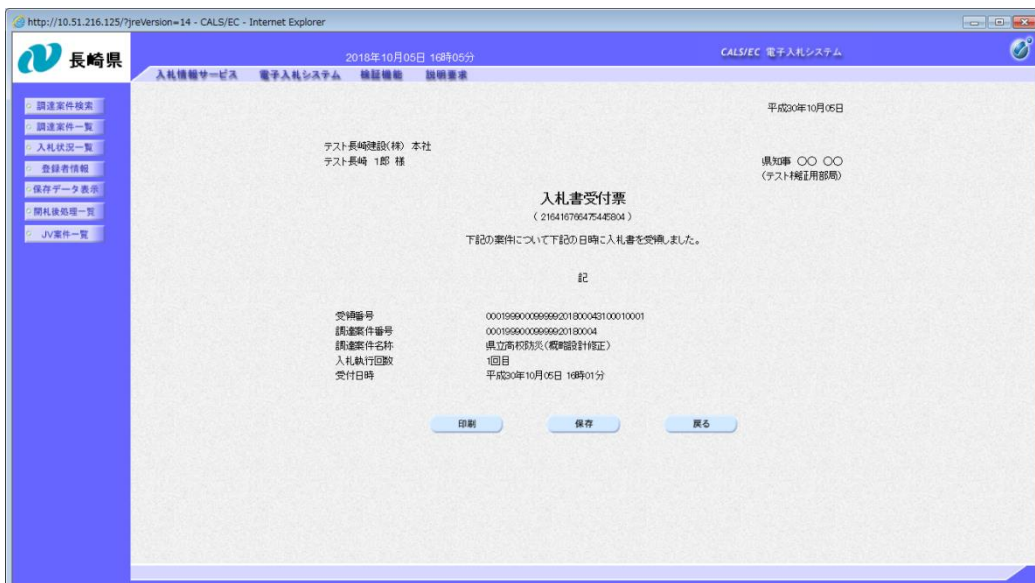 http://10.51.216.125/?jreVersion=14 - CALS/EC - Internet Explorer
長崎県
2018年10月05日 16時05分
CALS/EC 電子入札システム
入札情報サービス 電子入札システム 検証機能 説明要求
調達案件検索
調達案件一覧
入札状況一覧
登録者情報
保存データ表示
開札後処理一覧
JV案件一覧
平成30年10月05日
テスト長崎建設(株) 本社
テスト長崎 1郎 様
県知事 〇〇 〇〇
(テスト検証用部局)
入札書受付票
( 216416766475445804 )
下記の案件について下記の日時に入札書を受領しました。
記
受領番号
調達案件番号 00019990009999920180004
調達案件名称 県立高校防災(概略設計修正)
入札執行回数 1回目
受付日時 平成30年10月05日 16時01分
印刷 保存 戻る